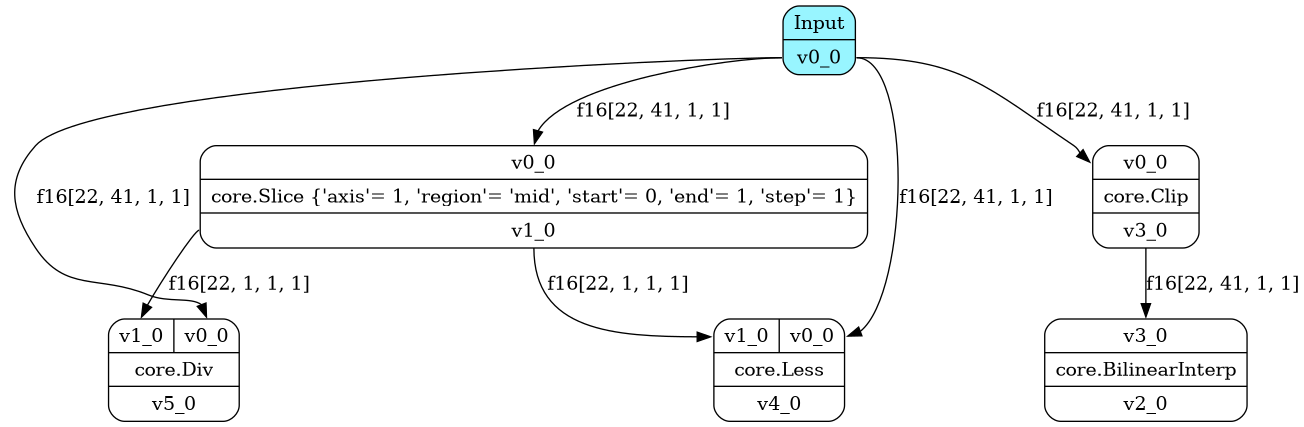 Input
v0_0
f16[22, 41, 1, 1]
f16[22, 41, 1, 1]
v0_0
core.Slice {'axis'= 1, 'region'= 'mid', 'start'= 0, 'end'= 1, 'step'= 1}
v1_0
f16[22, 41, 1, 1]
f16[22, 41, 1, 1]
v0_0
core.Clip
v3_0
f16[22, 1, 1, 1]
f16[22, 1, 1, 1]
f16[22, 41, 1, 1]
v1_0 v0_0
core.Div
v5_0
v1_0 v0_0
core.Less
v4_0
v3_0
core.BilinearInterp
v2_0